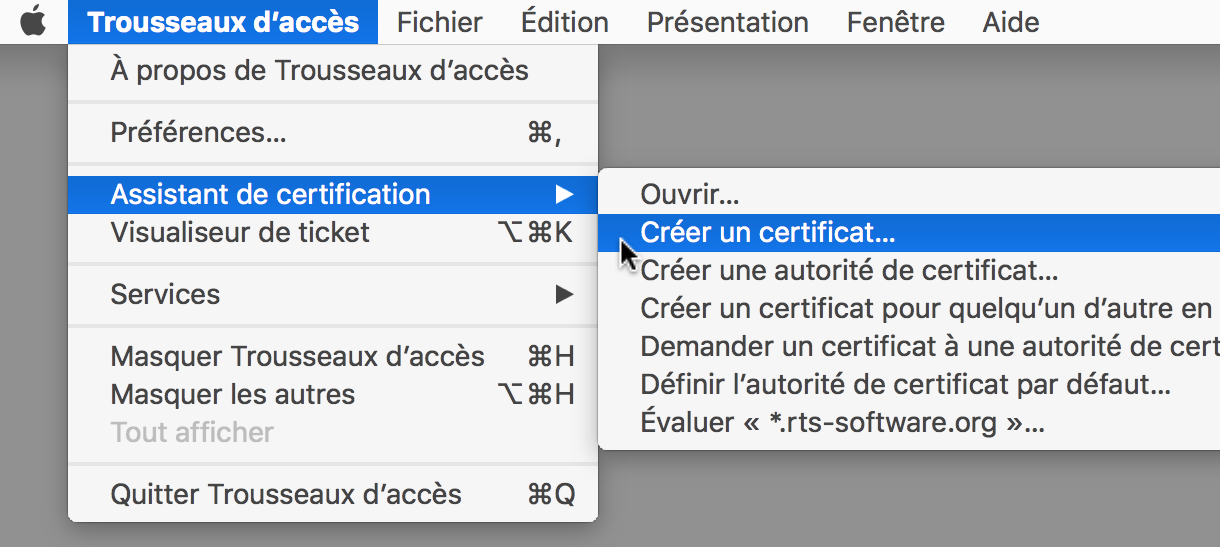 Trousseaux d’accès Fichier Édition Présentation Fenêtre Aide
À propos de Trousseaux d’accès
Préférences... ⌘,
Assistant de certification ▶
Visualiseur de ticket ⌥⌘K
Services ▶
Masquer Trousseaux d’accès ⌘H
Masquer les autres ⌥⌘H
Tout afficher
Quitter Trousseaux d’accès ⌘Q
Ouvrir...
Créer un certificat...
Créer une autorité de certificat...
Créer un certificat pour quelqu’un d’autre en
Demander un certificat à une autorité de cert
Définir l’autorité de certificat par défaut...
Évaluer « *.rts-software.org »...